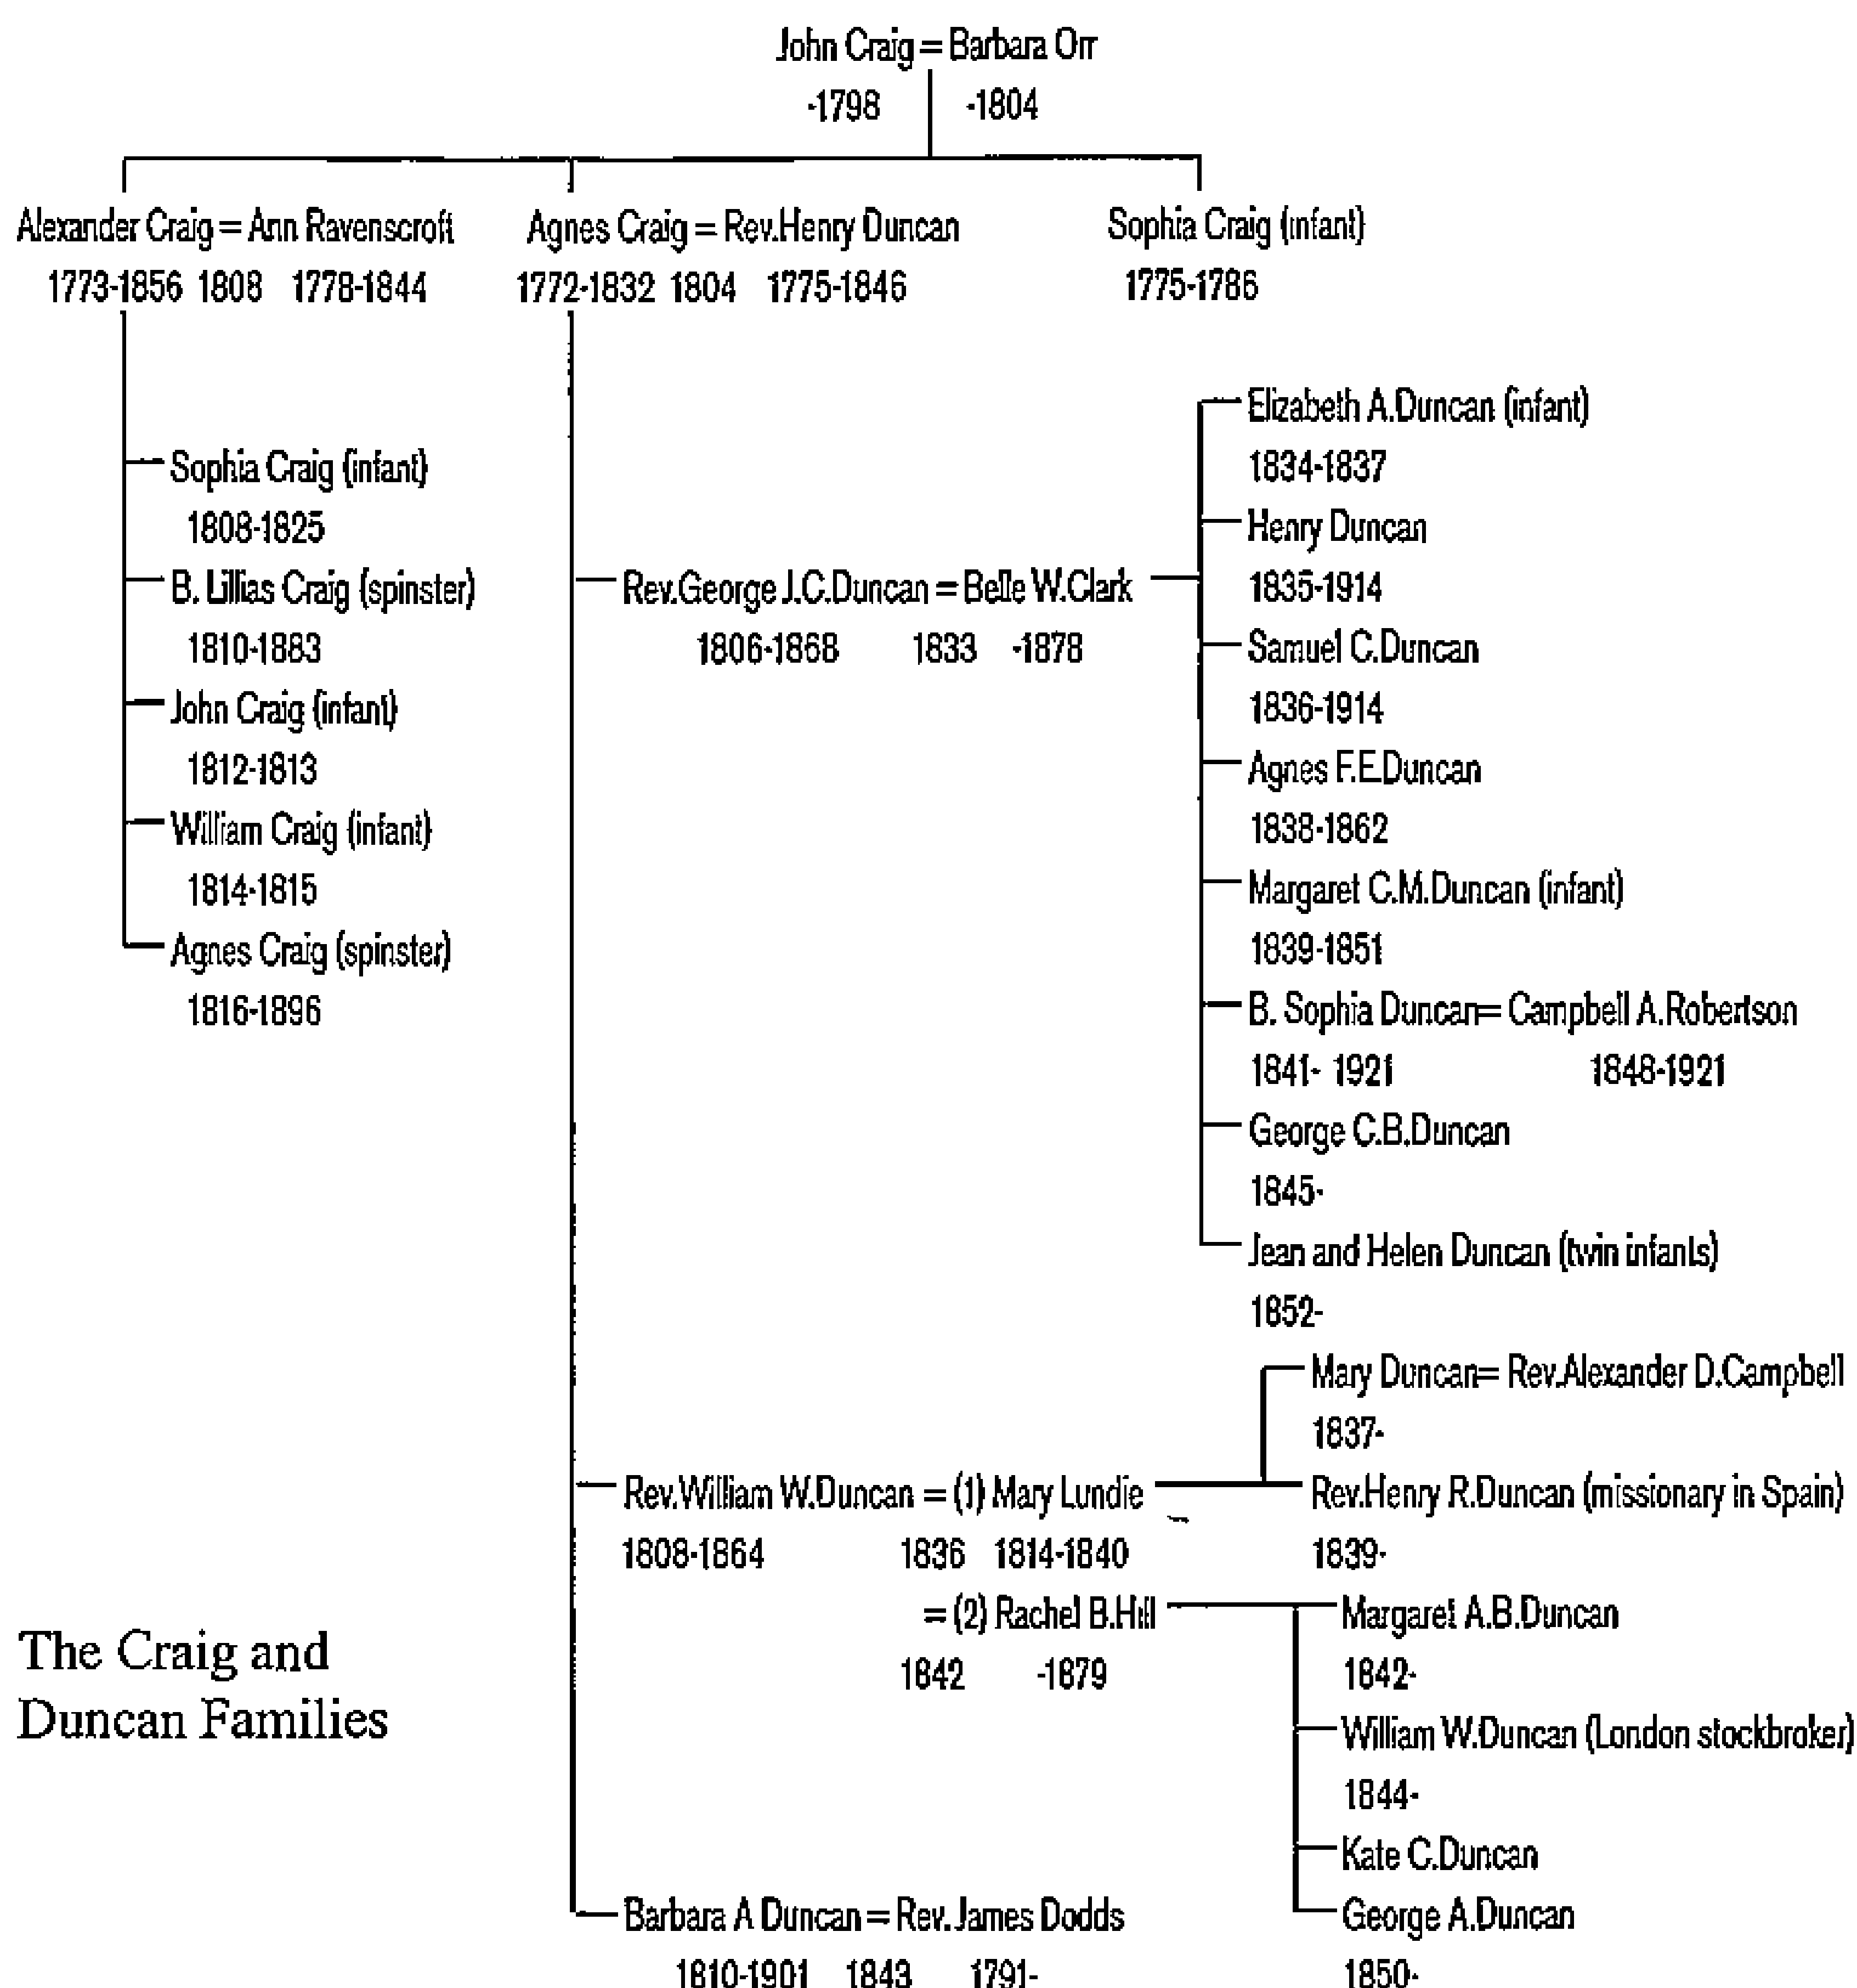 John Craig = Barbara Orr
-1798 -1804
Alexander Craig = Ann Ravenscroft
1773-1856 1808 1778-1844
Agnes Craig = Rev.Henry Duncan
1772-1832 1804 1775-1846
Sophia Craig (infant)
1775-1786
Sophia Craig (infant)
1808-1825
B. Lillias Craig (spinster)
1810-1883
John Craig (infant)
1812-1813
William Craig (infant)
1814-1815
Agnes Craig (spinster)
1816-1896
Rev.George J.C.Duncan = Belle W.Clark
1806-1868 1833 -1878
Elizabeth A.Duncan (infant)
1834-1837
Henry Duncan
1835-1914
Samuel C.Duncan
1836-1914
Agnes F.E.Duncan
1838-1862
Margaret C.M.Duncan (infant)
1839-1851
B. Sophia Duncan= Campbell A.Robertson
1841- 1921 1848-1921
George C.B.Duncan
1845-
Jean and Helen Duncan (twin infants)
1852-
Rev.William W.Duncan = (1) Mary Lundie
1808-1864 1836 1814-1840
= (2) Rachel B.Hill
1842 -1879
Mary Duncan= Rev.Alexander D.Campbell
1837-
Rev.Henry R.Duncan (missionary in Spain)
1839-
Margaret A.B.Duncan
1842-
William W.Duncan (London stockbroker)
1844-
Kate C.Duncan
George A.Duncan
1850-
Barbara A Duncan = Rev.James Dodds
1810-1901 1843 1791-
The Craig and
Duncan Families